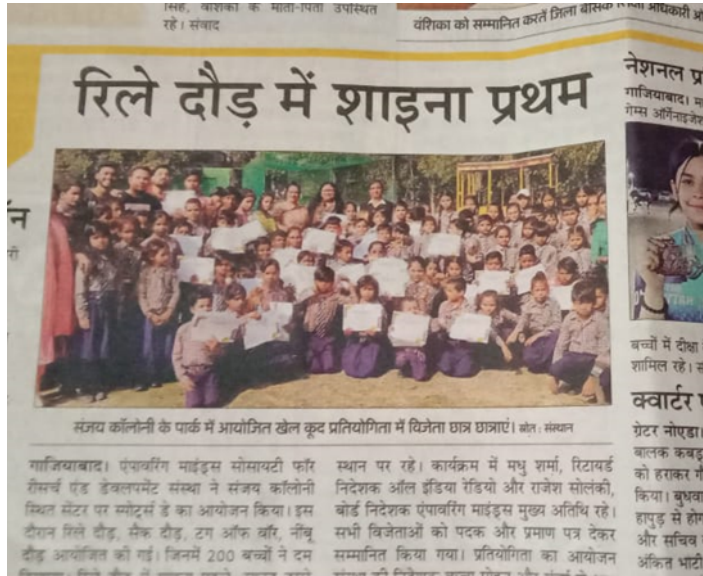 सिंह, वंशिका के माता-पिता उपस्थित
रहे। संवाद
वंशिका को सम्मानित करतें जिला बेसिक
रिले दौड़ में शाइना प्रथम
संजय कॉलोनी के पार्क में आयोजित खेल कूद प्रतियोगिता में विजेता छात्र छात्राएं। स्रोत: संस्थान
गाजियाबाद। एंपावरिंग माइंड्स सोसायटी फॉर
रिसर्च एंड डेवलपमेंट संस्था ने संजय कॉलोनी
स्थित सेंटर पर स्पोर्ट्स डे का आयोजन किया। इस
दौरान रिले दौड़, सैक दौड़, टग ऑफ वॉर, नींबू
दौड़ आयोजित की गई। जिनमें 200 बच्चों ने दम
स्थान पर रहे। कार्यक्रम में मधु शर्मा, रिटायर्ड
निदेशक ऑल इंडिया रेडियो और राजेश सोलंकी,
बोर्ड निदेशक एंपावरिंग माइंड्स मुख्य अतिथि रहे।
सभी विजेताओं को पदक और प्रमाण पत्र देकर
सम्मानित किया गया। प्रतियोगिता का आयोजन
नेशनल प्र
गाजियाबाद।
गेम्स ऑर्गेनाइजे
बच्चों में दीक्षा
शामिल रहे।
क्वार्टर
ग्रेटर नोएडा।
बालक कबड्
को हराकर
किया। बुधवा
हापुड़ से हो
और सचिव
अंकित भाटी